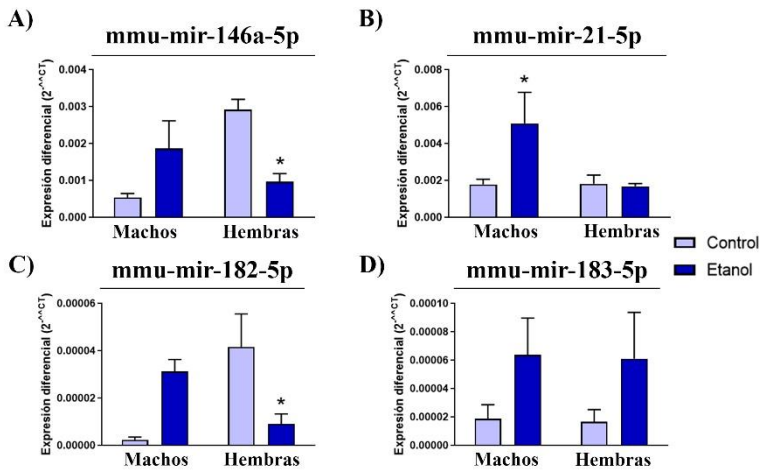 A)
mmu-mir-146a-5p
Expresión diferencial (2-^^CT)
0.004
0.003
0.002
0.001
0.000
*
Machos
Hembras
B)
mmu-mir-21-5p
Expresión diferencial (2-^^CT)
0.008
0.006
0.004
0.002
0.000
*
Machos
Hembras
Control
Etanol
C)
mmu-mir-182-5p
Expresión diferencial (2-^^CT)
0.00006
0.00004
0.00002
0.00000
*
Machos
Hembras
D)
mmu-mir-183-5p
Expresión diferencial (2-^^CT)
0.00010
0.00008
0.00006
0.00004
0.00002
0.00000
Machos
Hembras